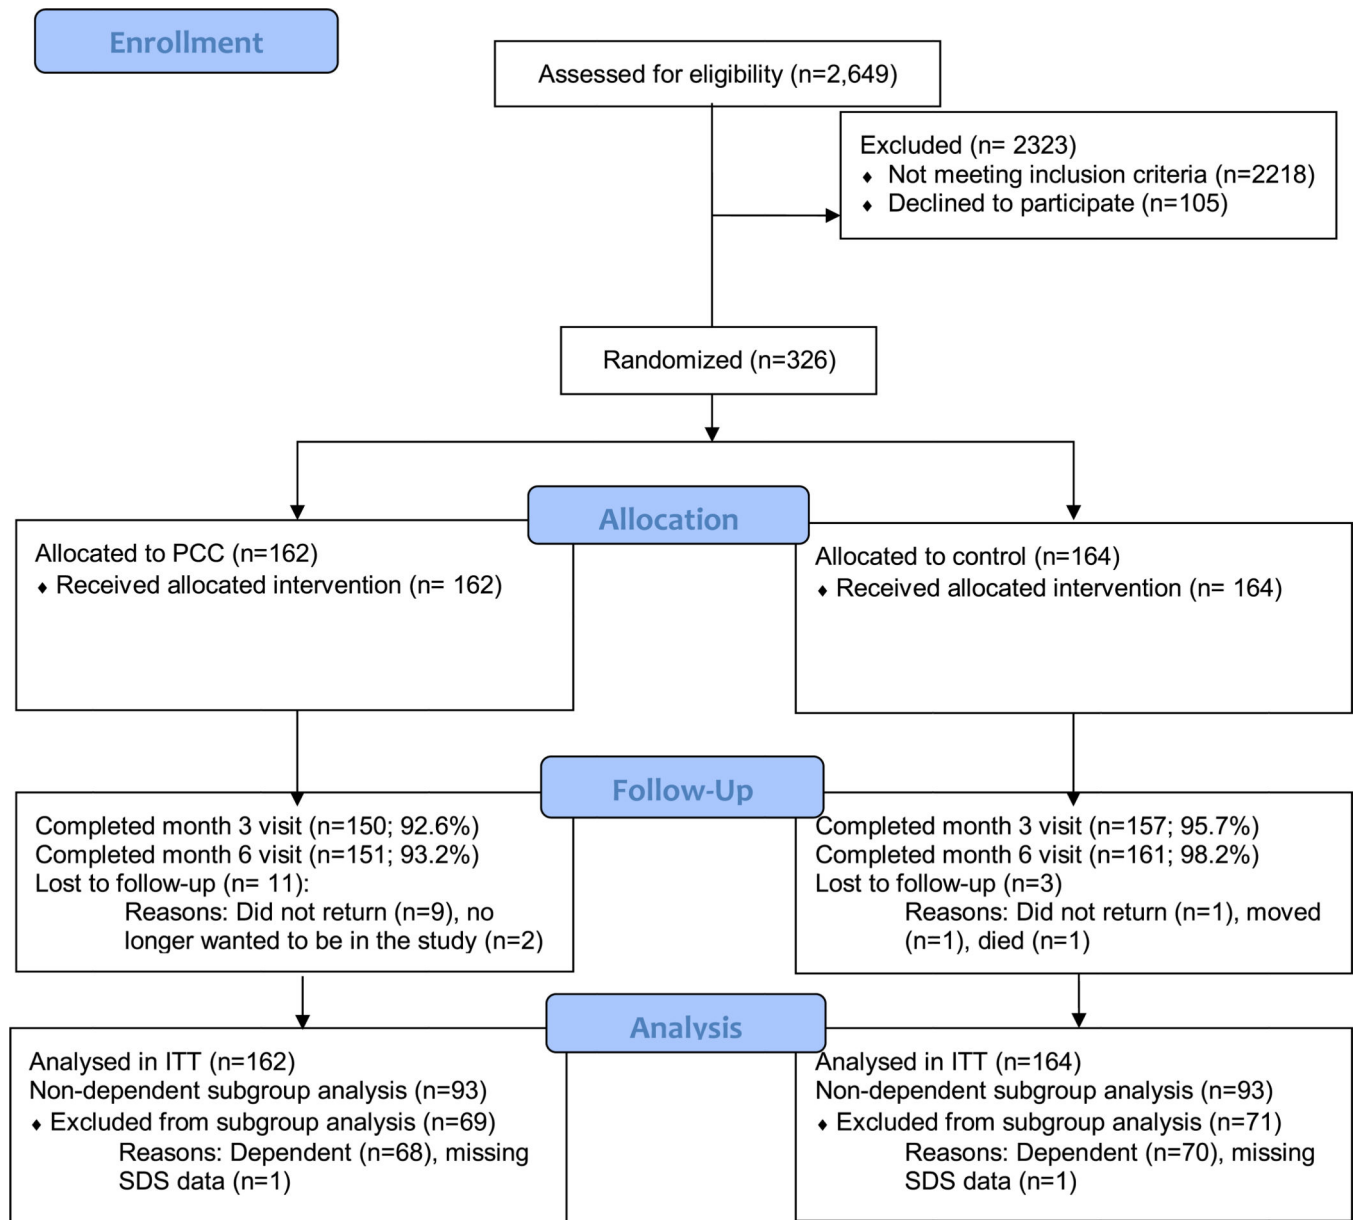 Enrollment
Assessed for eligibility (n=2,649)
Excluded (n= 2323)
♦ Not meeting inclusion criteria (n=2218)
♦ Declined to participate (n=105)
Randomized (n=326)
Allocation
Allocated to PCC (n=162)
♦ Received allocated intervention (n= 162)
Allocated to control (n=164)
♦ Received allocated intervention (n= 164)
Follow-Up
Completed month 3 visit (n=150; 92.6%)
Completed month 6 visit (n=151; 93.2%)
Lost to follow-up (n= 11):
Reasons: Did not return (n=9), no
longer wanted to be in the study (n=2)
Completed month 3 visit (n=157; 95.7%)
Completed month 6 visit (n=161; 98.2%)
Lost to follow-up (n=3)
Reasons: Did not return (n=1), moved
(n=1), died (n=1)
Analysis
Analysed in ITT (n=162)
Non-dependent subgroup analysis (n=93)
♦ Excluded from subgroup analysis (n=69)
Reasons: Dependent (n=68), missing
SDS data (n=1)
Analysed in ITT (n=164)
Non-dependent subgroup analysis (n=93)
♦ Excluded from subgroup analysis (n=71)
Reasons: Dependent (n=70), missing
SDS data (n=1)